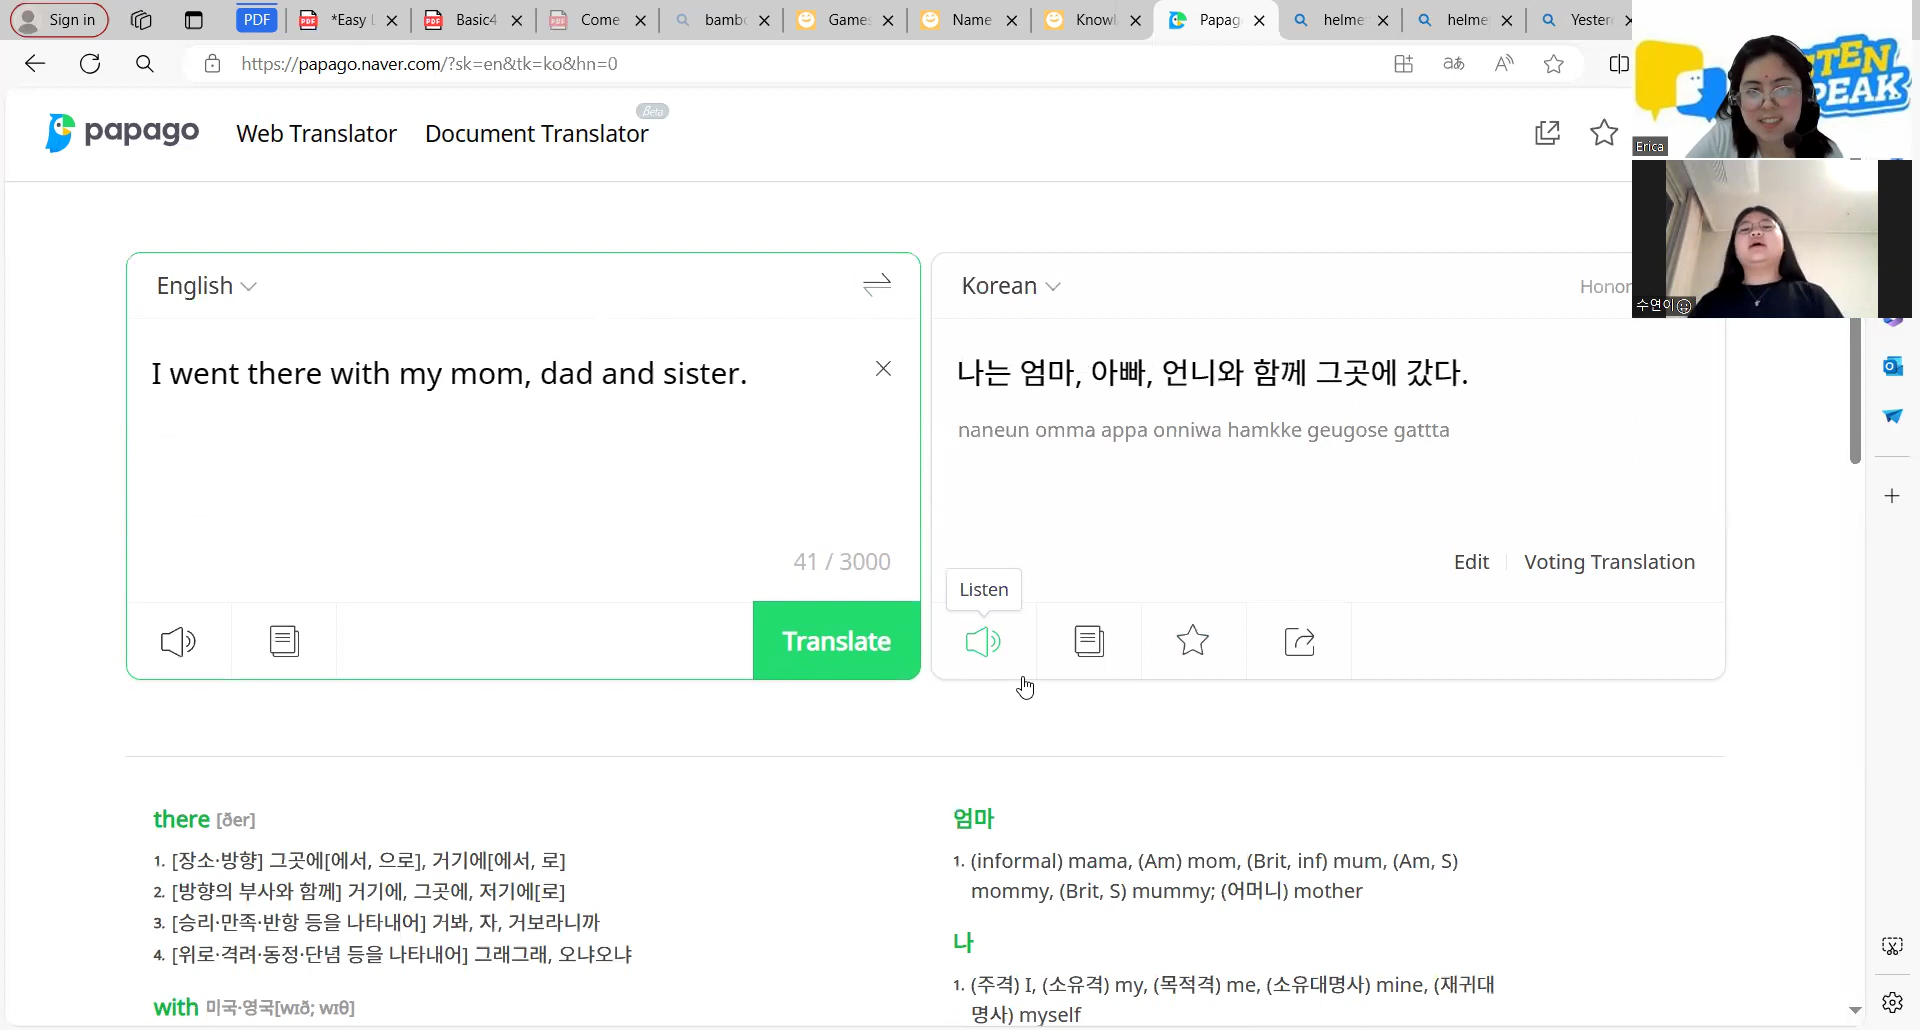 Sign in
PDF
*Easy
Basic4
Come
bamb
Game
Name
Know
Papag
helme
helme
Yester
https://papago.naver.com/?sk=en&tk=ko&hn=0
papago
Web Translator
Document Translator
Beta
TEN
PEAK
Erica
수연이
English
Korean
Honor
I went there with my mom, dad and sister.
나는 엄마, 아빠, 언니와 함께 그곳에 갔다.
naneun omma appa onniwa hamkke geugose gattta
41 / 3000
Edit
Voting Translation
Listen
Translate
there [ðer]
1. [장소·방향] 그곳에[에서, 으로], 거기에[에서, 로]
2. [방향의 부사와 함께] 거기에, 그곳에, 저기에[로]
3. [승리·만족·반항 등을 나타내어] 거봐, 자, 거보라니까
4. [위로·격려·동정·단념 등을 나타내어] 그래그래, 오냐오냐
with 미국·영국[wɪð; wɪθ]
엄마
1. (informal) mama, (Am) mom, (Brit, inf) mum, (Am, S)
mommy, (Brit, S) mummy; (어머니) mother
나
1. (주격) I, (소유격) my, (목적격) me, (소유대명사) mine, (재귀대
명사) myself